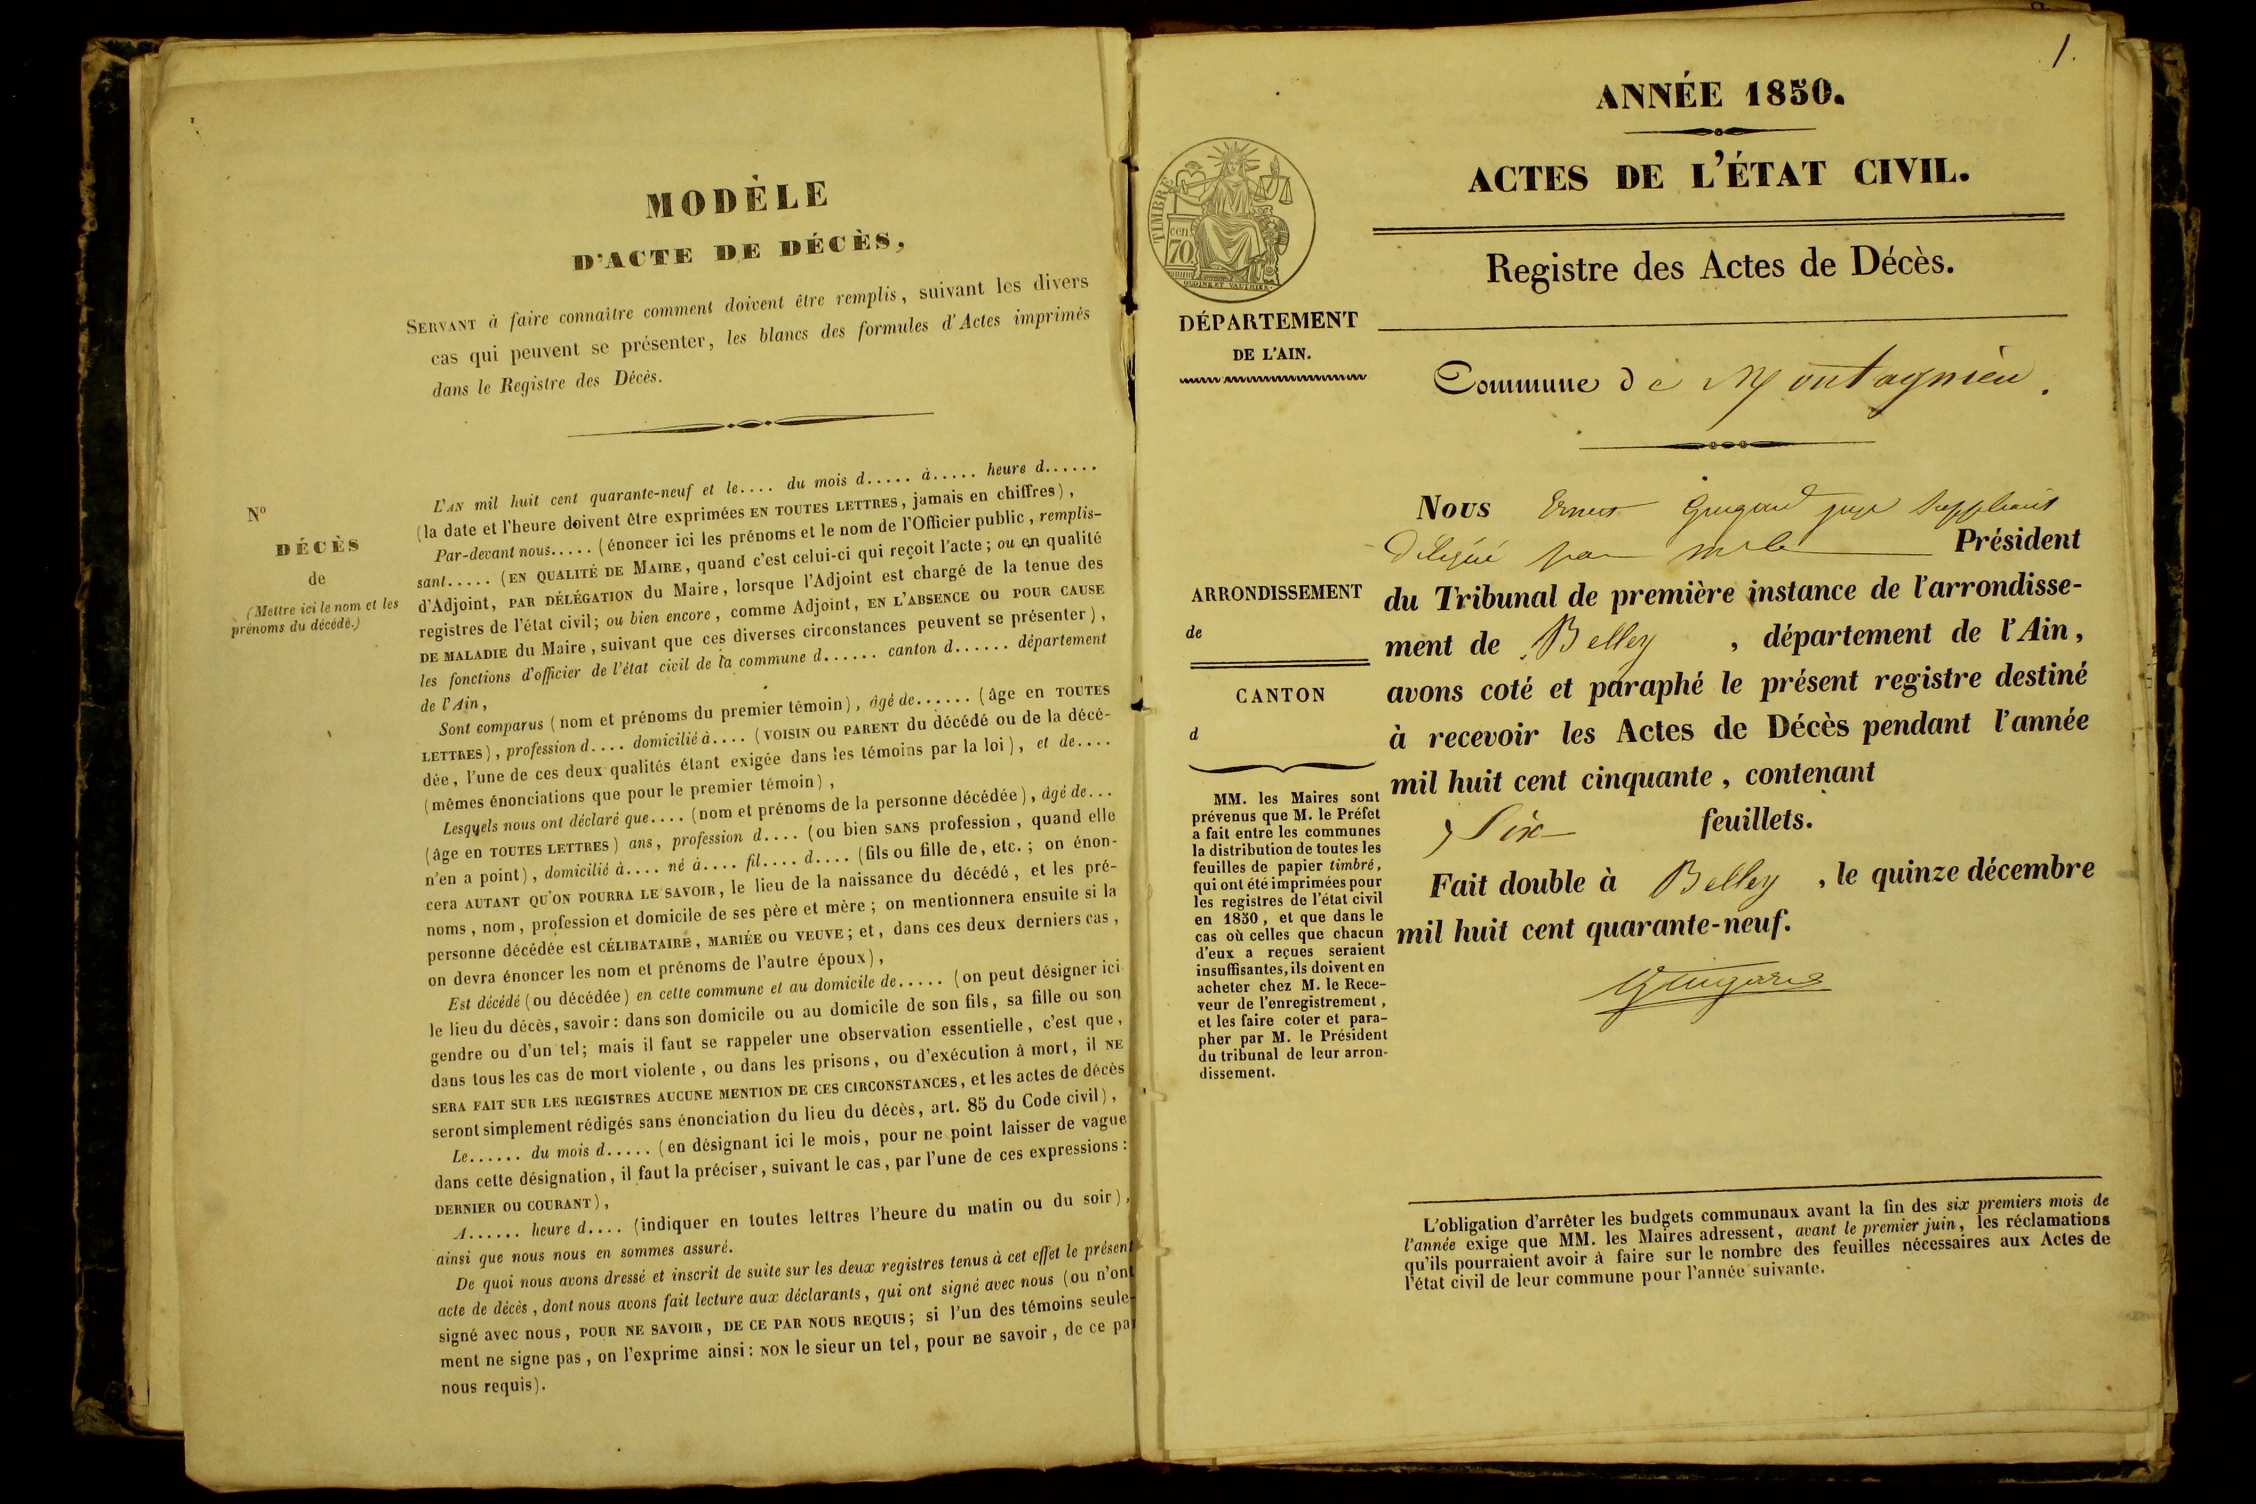 MODÈLE
D'ACTE DE DÉCÈS,
SERVANT à faire connaître comment doivent être remplis, suivant les divers
cas qui peuvent se présenter, les blancs des formules d'Actes imprimés
dans le Registre des Décès.
No
DÉCÈS
de
(Mettre ici le nom et les
prénoms du décédé.)
L'AN mil huit cent quarante-neuf et le.... du mois d..... à..... heure d......
(la date et l'heure doivent être exprimées EN TOUTES LETTRES, jamais en chiffres),
Par-devant nous..... (énoncer ici les prénoms et le nom de l'Officier public, remplis-
sant..... (EN QUALITÉ DE MAIRE, quand c'est celui-ci qui reçoit l'acte; ou en qualité
d'Adjoint, PAR DÉLÉGATION du Maire, lorsque l'Adjoint est chargé de la tenue des
registres de l'état civil; ou bien encore, comme Adjoint, EN L'ABSENCE OU POUR CAUSE
DE MALADIE du Maire, suivant que ces diverses circonstances peuvent se présenter),
les fonctions d'officier de l'état civil de la commune d...... canton d...... département
de l'Ain,
Sont comparus (nom et prénoms du premier témoin), âgé de...... (âge en TOUTES
LETTRES), profession d.... domicilié à.... (VOISIN OU PARENT du décédé ou de la décé-
dée, l'une de ces deux qualités étant exigée dans les témoins par la loi), et de....
(mêmes énonciations que pour le premier témoin),
Lesquels nous ont déclaré que.... (nom et prénoms de la personne décédée), âgé de...
(âge en TOUTES LETTRES) ans, profession d.... (ou bien SANS profession, quand elle
n'en a point), domicilié à.... né à.... fil.... d.... (fils ou fille de, etc.; on énon-
cera AUTANT QU'ON POURRA LE SAVOIR, le lieu de la naissance du décédé, et les pré-
noms, nom, profession et domicile de ses père et mère; on mentionnera ensuite si la
personne décédée est CÉLIBATAIRE, MARIÉE OU VEUVE; et, dans ces deux derniers cas,
on devra énoncer les nom et prénoms de l'autre époux),
Est décédé (ou décédée) en cette commune et au domicile de..... (on peut désigner ici
le lieu du décès, savoir: dans son domicile ou au domicile de son fils, sa fille ou son
gendre ou d'un tel; mais il faut se rappeler une observation essentielle, c'est que,
dans tous les cas de mort violente, ou dans les prisons, ou d'exécution à mort, il NE
SERA FAIT SUR LES REGISTRES AUCUNE MENTION DE CES CIRCONSTANCES, et les actes de décès
seront simplement rédigés sans énonciation du lieu du décès, art. 85 du Code civil),
Le...... du mois d..... (en désignant ici le mois, pour ne point laisser de vague
dans cette désignation, il faut la préciser, suivant le cas, par l'une de ces expressions:
DERNIER OU COURANT),
A...... heure d.... (indiquer en toutes lettres l'heure du matin ou du soir),
ainsi que nous nous en sommes assuré.
De quoi nous avons dressé et inscrit de suite sur les deux registres tenus à cet effet le présent
acte de décès, dont nous avons fait lecture aux déclarants, qui ont signé avec nous (ou n'ont
signé avec nous, POUR NE SAVOIR, DE CE PAR NOUS REQUIS; si l'un des témoins seule-
ment ne signe pas, on l'exprime ainsi: NON le sieur un tel, pour ne savoir, de ce pa
nous requis).
1.
ANNÉE 1850.
ACTES DE L'ÉTAT CIVIL.
Registre des Actes de Décès.
TIMBRE
cent
70
DÉPARTEMENT
DE L'AIN.
Commune de Montagnieu.
ARRONDISSEMENT
de
CANTON
d
MM. les Maires sont
prévenus que M. le Préfet
a fait entre les communes
la distribution de toutes les
feuilles de papier timbré,
qui ont été imprimées pour
les registres de l'état civil
en 1850, et que dans le
cas où celles que chacun
d'eux a reçues seraient
insuffisantes, ils doivent en
acheter chez M. le Rece-
veur de l'enregistrement,
et les faire coter et para-
pher par M. le Président
du tribunal de leur arron-
dissement.
Nous juge suppléant
délégué par Mr le Président
du Tribunal de première instance de l'arrondisse-
ment de Belley, département de l'Ain,
avons coté et paraphé le présent registre destiné
à recevoir les Actes de Décès pendant l'année
mil huit cent cinquante, contenant
Six feuillets.
Fait double à Belley, le quinze décembre
mil huit cent quarante-neuf.
L'obligation d'arrêter les budgets communaux avant la fin des six premiers mois de
l'année exige que MM. les Maires adressent, avant le premier juin, les réclamations
qu'ils pourraient avoir à faire sur le nombre des feuilles nécessaires aux Actes de
l'état civil de leur commune pour l'année suivante.